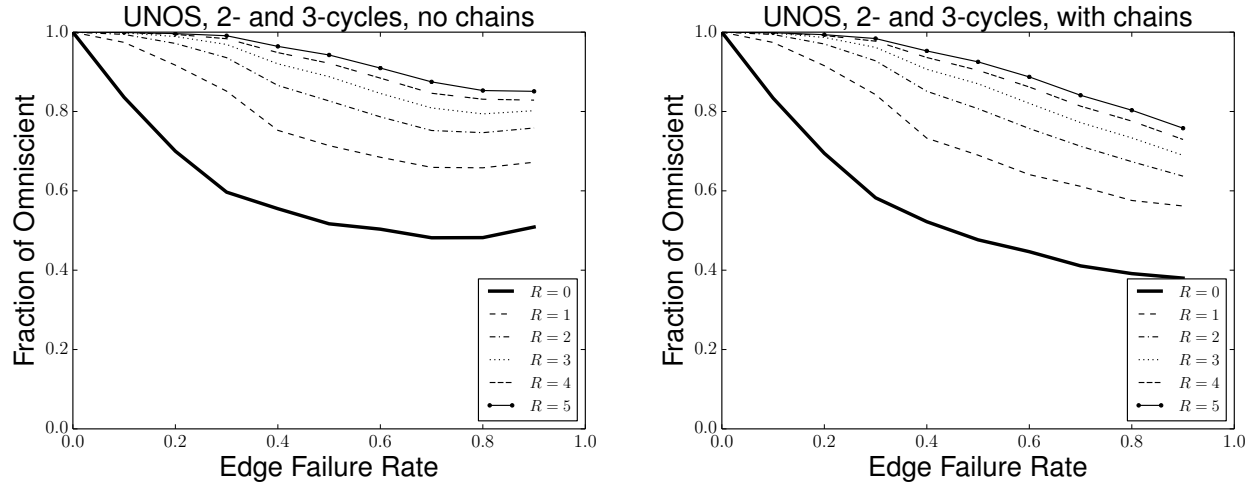 UNOS, 2- and 3-cycles, no chains
Fraction of Omniscient
1.0
0.8
0.6
0.4
0.2
0.0
0.0 0.2 0.4 0.6 0.8 1.0
Edge Failure Rate
R = 0
R = 1
R = 2
R = 3
R = 4
R = 5
UNOS, 2- and 3-cycles, with chains
Fraction of Omniscient
1.0
0.8
0.6
0.4
0.2
0.0
0.0 0.2 0.4 0.6 0.8 1.0
Edge Failure Rate
R = 0
R = 1
R = 2
R = 3
R = 4
R = 5